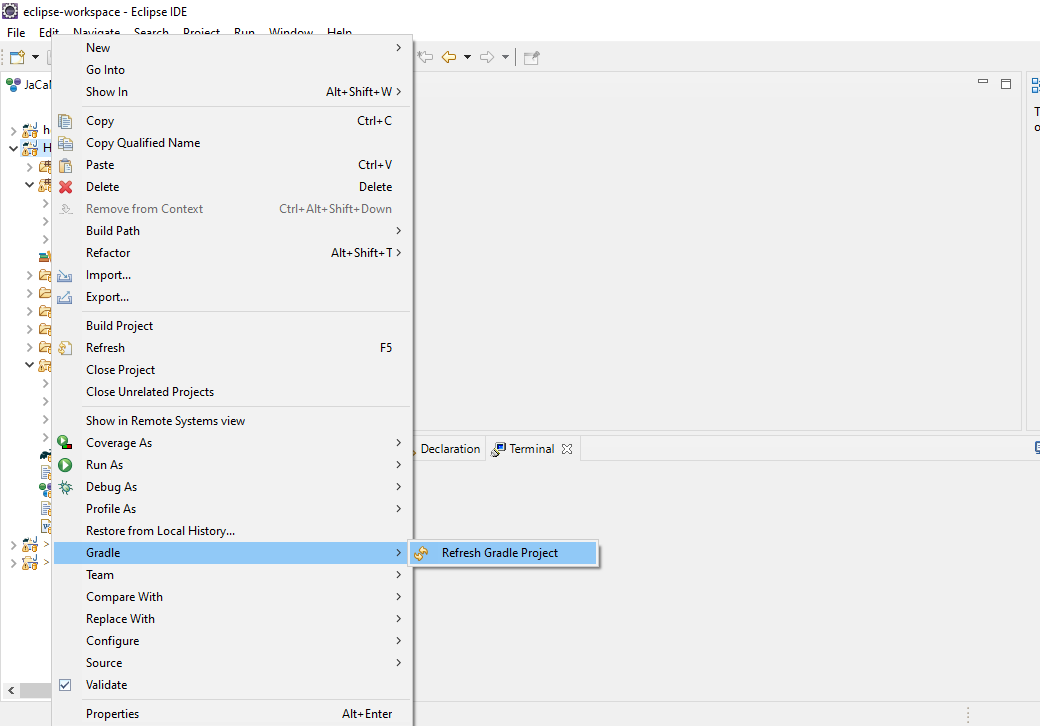 eclipse-workspace - Eclipse IDE
File Edit Navigate Search Project Run Window Help
JaCa
New
Go Into
Show In Alt+Shift+W
Copy Ctrl+C
Copy Qualified Name
Paste Ctrl+V
Delete Delete
Remove from Context Ctrl+Alt+Shift+Down
Build Path
Refactor Alt+Shift+T
Import...
Export...
Build Project
Refresh F5
Close Project
Close Unrelated Projects
Show in Remote Systems view
Coverage As
Run As
Debug As
Profile As
Restore from Local History...
Gradle
Team
Compare With
Replace With
Configure
Source
Validate
Properties Alt+Enter
Refresh Gradle Project
Declaration Terminal